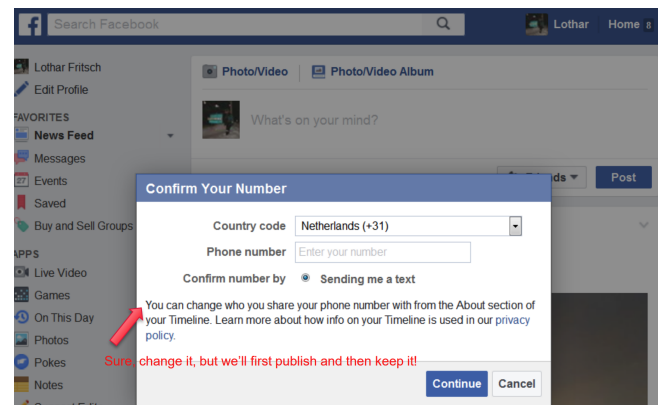 f Search Facebook Lothar Home 8
Lothar Fritsch
Edit Profile
Photo/Video Photo/Video Album
What's on your mind?
FAVORITES
News Feed
Messages
27 Events
Saved
Buy and Sell Groups
Post
APPS
Live Video
Games
On This Day
Photos
Pokes
Notes
Confirm Your Number
Country code Netherlands (+31)
Phone number Enter your number
Confirm number by Sending me a text
You can change who you share your phone number with from the About section of
your Timeline. Learn more about how info on your Timeline is used in our privacy
policy.
Sure, change it, but we'll first publish and then keep it!
Continue Cancel